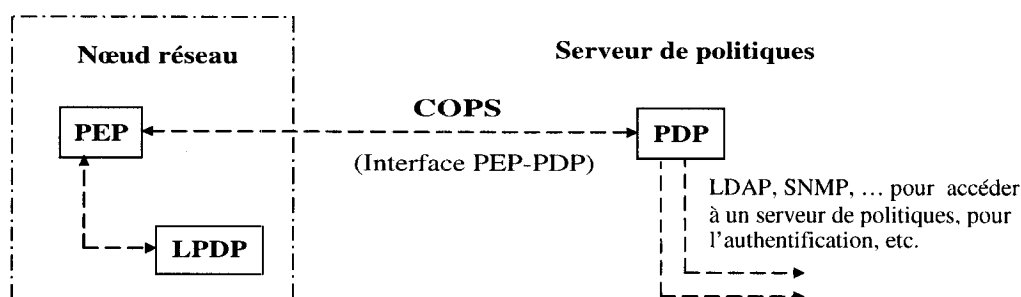 Nœud réseau
Serveur de politiques
COPS
PEP
PDP
(Interface PEP-PDP)
LDAP, SNMP, … pour accéder
à un serveur de politiques, pour
l’authentification, etc.
LPDP